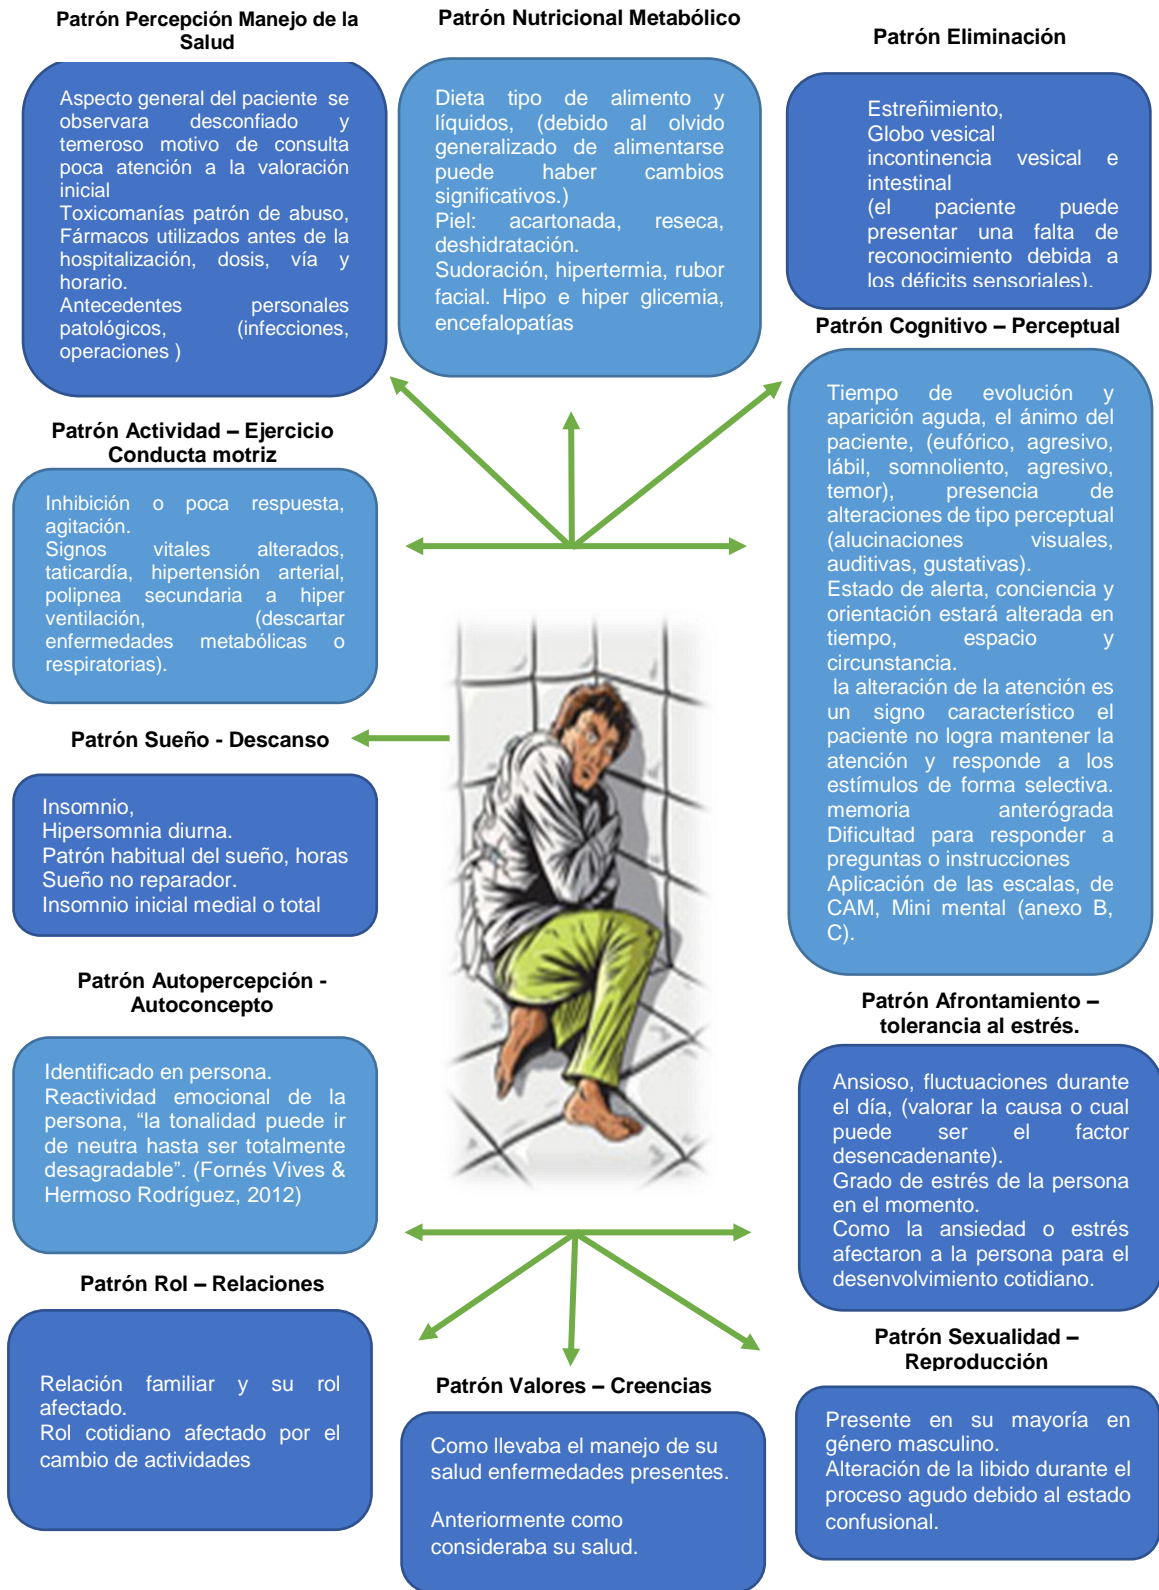 Patrón Percepción Manejo de la
Salud
Aspecto general del paciente se
observara desconfiado y
temeroso motivo de consulta
poca atención a la valoración
inicial
Toxicomanías patrón de abuso,
Fármacos utilizados antes de la
hospitalización, dosis, vía y
horario.
Antecedentes personales
patológicos, (infecciones,
operaciones )
Patrón Nutricional Metabólico
Dieta tipo de alimento y
líquidos, (debido al olvido
generalizado de alimentarse
puede haber cambios
significativos.)
Piel: acartonada, reseca,
deshidratación.
Sudoración, hipertermia, rubor
facial. Hipo e hiper glicemia,
encefalopatías
Patrón Eliminación
Estreñimiento,
Globo vesical
incontinencia vesical e
intestinal
(el paciente puede
presentar una falta de
reconocimiento debida a
los déficits sensoriales).
Patrón Actividad – Ejercicio
Conducta motriz
Inhibición o poca respuesta,
agitación.
Signos vitales alterados,
taticardía, hipertensión arterial,
polipnea secundaria a hiper
ventilación, (descartar
enfermedades metabólicas o
respiratorias).
Patrón Cognitivo – Perceptual
Tiempo de evolución y
aparición aguda, el ánimo del
paciente, (eufórico, agresivo,
lábil, somnoliento, agresivo,
temor), presencia de
alteraciones de tipo perceptual
(alucinaciones visuales,
auditivas, gustativas).
Estado de alerta, conciencia y
orientación estará alterada en
tiempo, espacio y
circunstancia.
la alteración de la atención es
un signo característico el
paciente no logra mantener la
atención y responde a los
estímulos de forma selectiva.
memoria anterógrada
Dificultad para responder a
preguntas o instrucciones
Aplicación de las escalas, de
CAM, Mini mental (anexo B,
C).
Patrón Sueño - Descanso
Insomnio,
Hipersomnia diurna.
Patrón habitual del sueño, horas
Sueño no reparador.
Insomnio inicial medial o total
Patrón Autopercepción -
Autoconcepto
Identificado en persona.
Reactividad emocional de la
persona, “la tonalidad puede ir
de neutra hasta ser totalmente
desagradable”. (Fornés Vives &
Hermoso Rodríguez, 2012)
Patrón Afrontamiento –
tolerancia al estrés.
Ansioso, fluctuaciones durante
el día, (valorar la causa o cual
puede ser el factor
desencadenante).
Grado de estrés de la persona
en el momento.
Como la ansiedad o estrés
afectaron a la persona para el
desenvolvimiento cotidiano.
Patrón Rol – Relaciones
Relación familiar y su rol
afectado.
Rol cotidiano afectado por el
cambio de actividades
Patrón Valores – Creencias
Como llevaba el manejo de su
salud enfermedades presentes.
Anteriormente como
consideraba su salud.
Patrón Sexualidad –
Reproducción
Presente en su mayoría en
género masculino.
Alteración de la libido durante el
proceso agudo debido al estado
confusional.